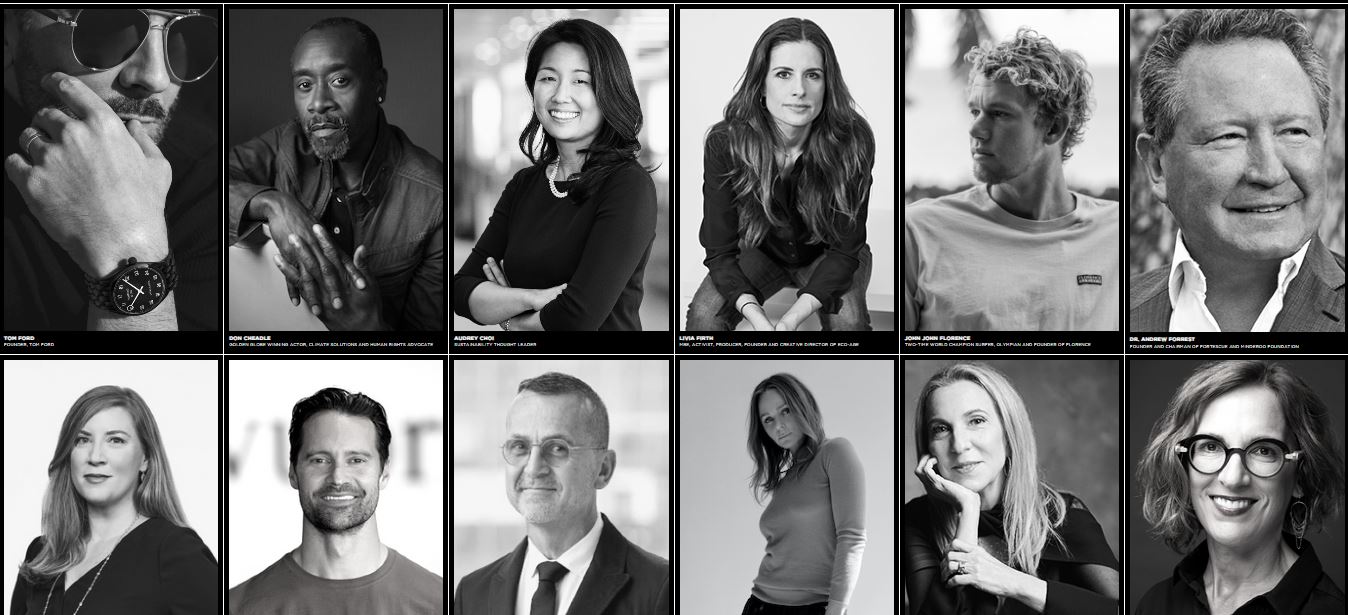 TOM FORD
FOUNDER, TOM FORD
DON CHEADLE
GOLDEN GLOBE WINNING ACTOR, CLIMATE SOLUTIONS AND HUMAN RIGHTS ADVOCATE
AUDREY CHOI
SUSTAINABILITY THOUGHT LEADER
LIVIA FIRTH
MBE, ACTIVIST, PRODUCER, FOUNDER AND CREATIVE DIRECTOR OF ECO-AGE
JOHN JOHN FLORENCE
TWO-TIME WORLD CHAMPION SURFER, OLYMPIAN AND FOUNDER OF FLORENCE
DR. ANDREW FORREST
FOUNDER AND CHAIRMAN OF FORTESCUE AND MINDEROO FOUNDATION